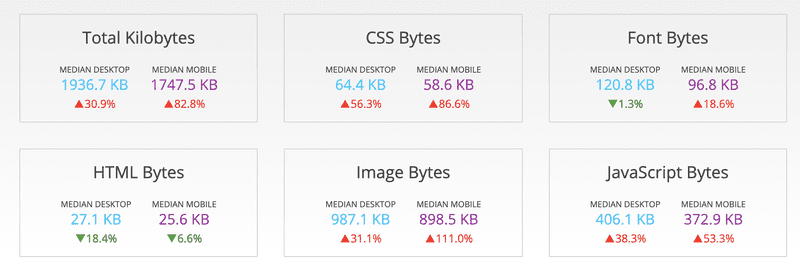 Total Kilobytes
MEDIAN DESKTOP MEDIAN MOBILE
1936.7 KB 1747.5 KB
▲30.9% ▲82.8%
CSS Bytes
MEDIAN DESKTOP MEDIAN MOBILE
64.4 KB 58.6 KB
▲56.3% ▲86.6%
Font Bytes
MEDIAN DESKTOP MEDIAN MOBILE
120.8 KB 96.8 KB
▼1.3% ▲18.6%
HTML Bytes
MEDIAN DESKTOP MEDIAN MOBILE
27.1 KB 25.6 KB
▼18.4% ▼6.6%
Image Bytes
MEDIAN DESKTOP MEDIAN MOBILE
987.1 KB 898.5 KB
▲31.1% ▲111.0%
JavaScript Bytes
MEDIAN DESKTOP MEDIAN MOBILE
406.1 KB 372.9 KB
▲38.3% ▲53.3%